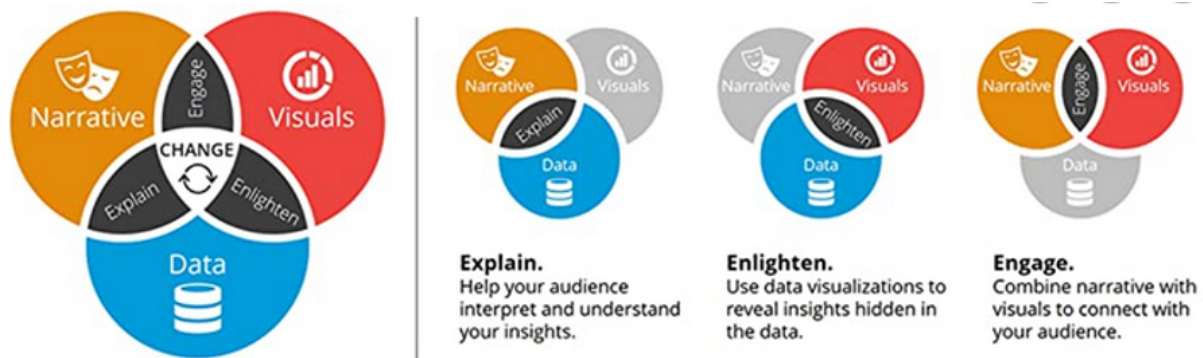 Narrative
Visuals
Engage
CHANGE
Explain
Enlighten
Data
Narrative
Visuals
Explain
Data
Explain.
Help your audience
interpret and understand
your insights.
Narrative
Visuals
Enlighten
Data
Enlighten.
Use data visualizations to
reveal insights hidden in
the data.
Narrative
Visuals
Engage
Data
Engage.
Combine narrative with
visuals to connect with
your audience.